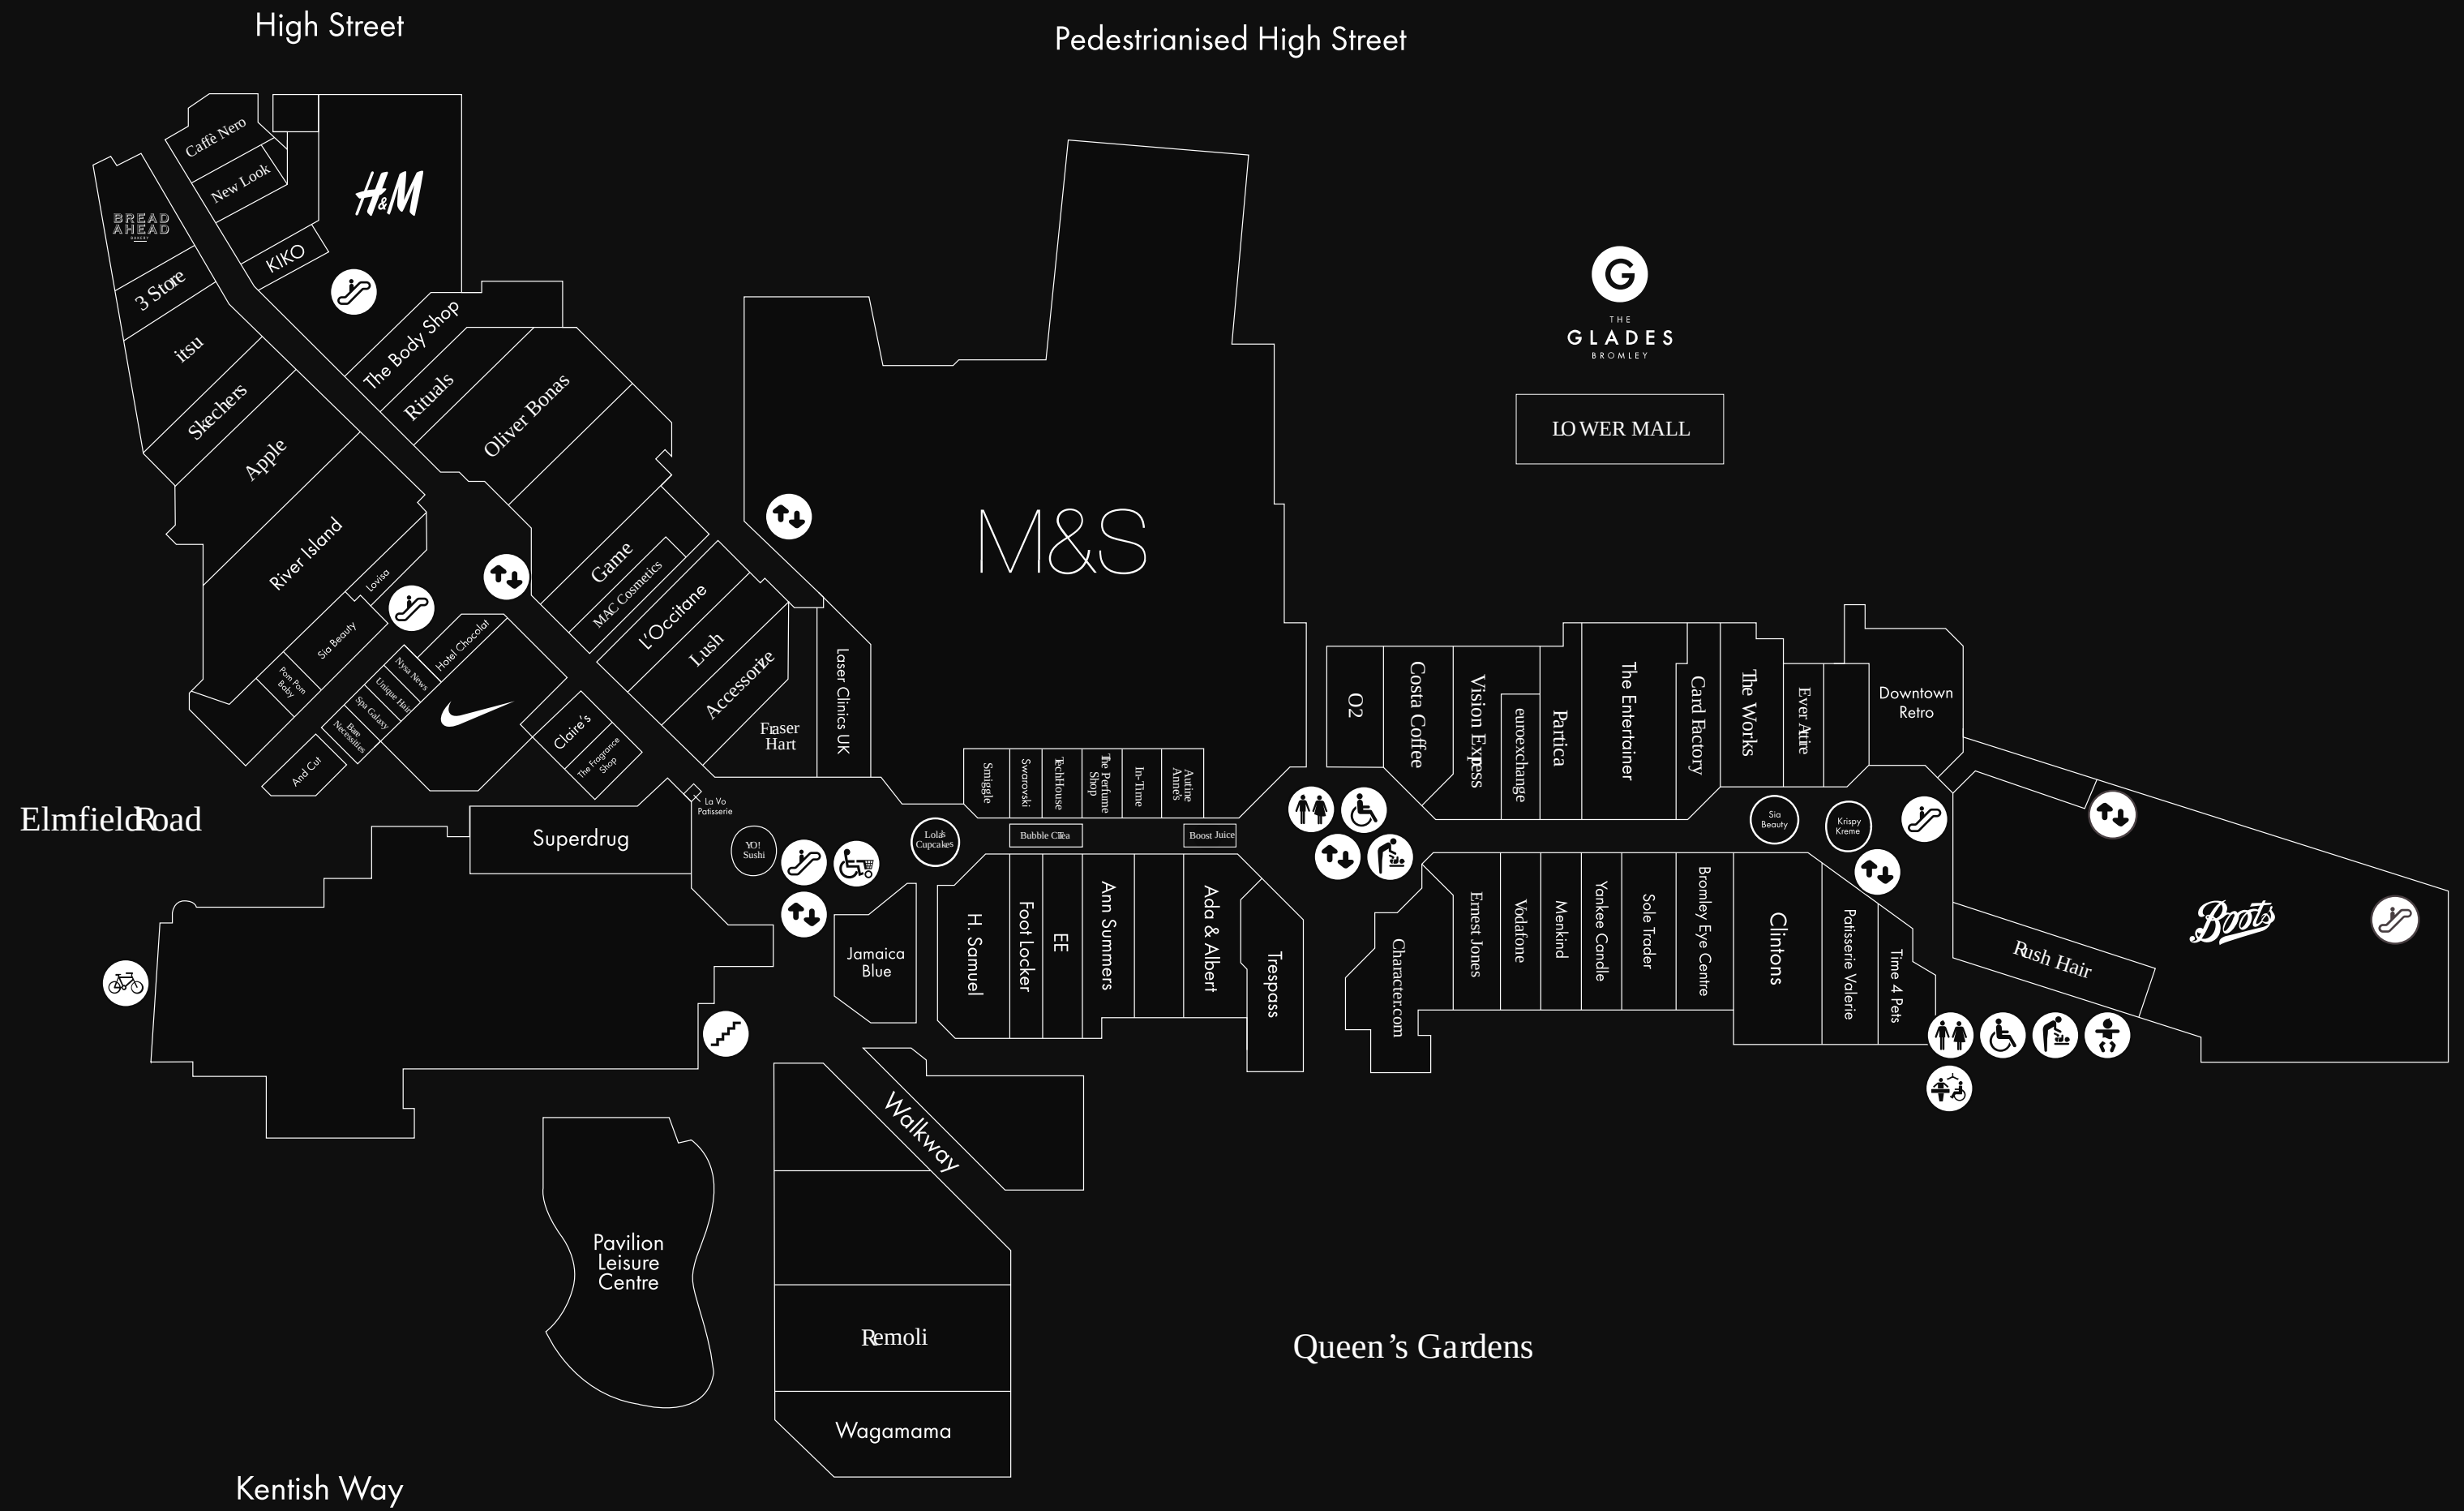 High Street
Pedestrianised High Street
Caffè Nero
New Look
H&M
BREAD
AHEAD
BAKERY
KIKO
3 Store
itsu
The Body Shop
Rituals
Oliver Bonas
Skechers
Apple
River Island
Lovisa
Sia Beauty
Pom Pom
Baby
Game
MAC Cosmetics
L'Occitane
Lush
Accessorize
Fraser
Hart
Laser Clinics UK
M&S
G
THE
GLADES
BROMLEY
LOWER MALL
Hotel Chocolat
Nysa News
Unique Hair
Spa Galaxy
Bare
Necessities
And Cut
Claire's
The Fragrance
Shop
Elmfield Road
Superdrug
La Vo
Patisserie
YO!
Sushi
Lola's
Cupcakes
Smiggle
Swarovski
TechHouse
The Perfume
Shop
In-Time
Autine
Anne's
Bubble CiTea
Boost Juice
O2
Costa Coffee
Vision Express
euroexchange
Partica
The Entertainer
Card Factory
The Works
Ever Attire
Downtown
Retro
Sia
Beauty
Krispy
Kreme
Jamaica
Blue
H. Samuel
Foot Locker
EE
Ann Summers
Ada & Albert
Trespass
Character.com
Ernest Jones
Vodafone
Menkind
Yankee Candle
Sole Trader
Bromley Eye Centre
Clintons
Patisserie Valerie
Time 4 Pets
Rush Hair
Boots
Walkway
Pavilion
Leisure
Centre
Remoli
Wagamama
Queen's Gardens
Kentish Way